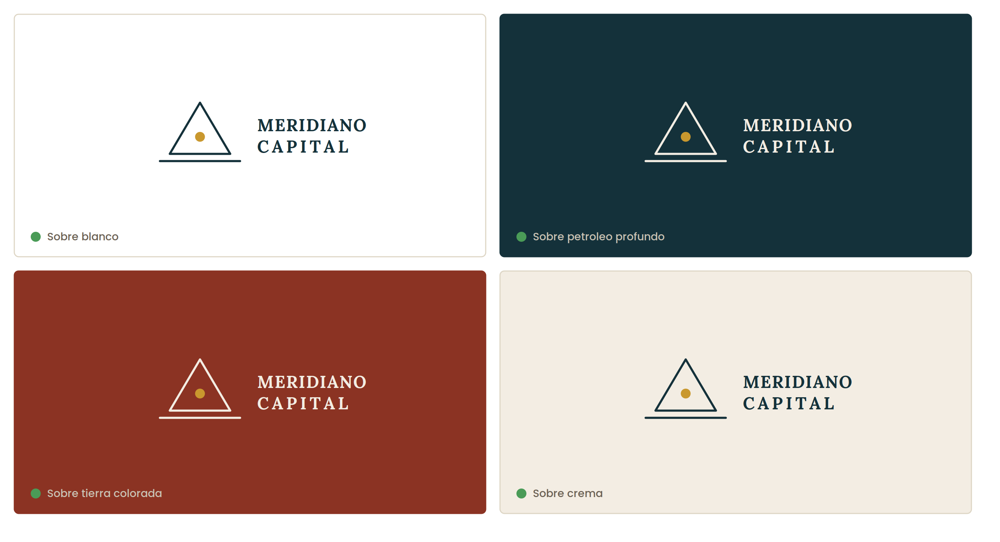 MERIDIANO
CAPITAL
Sobre blanco
MERIDIANO
CAPITAL
Sobre petroleo profundo
MERIDIANO
CAPITAL
Sobre tierra colorada
MERIDIANO
CAPITAL
Sobre crema